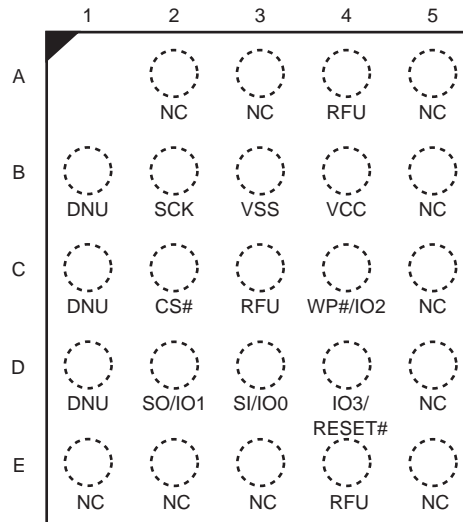 1 2 3 4 5
A
NC NC RFU NC
B
DNU SCK VSS VCC NC
C
DNU CS# RFU WP#/IO2 NC
D
DNU SO/IO1 SI/IO0 IO3/ NC
RESET#
E
NC NC NC RFU NC